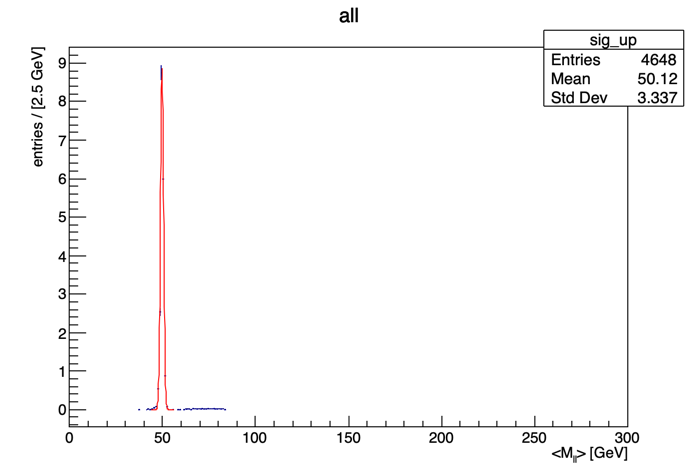 all
sig_up
Entries 4648
Mean 50.12
Std Dev 3.337
entries / [2.5 GeV]
9
8
7
6
5
4
3
2
1
0
0 50 100 150 200 250 300
<M_ll> [GeV]